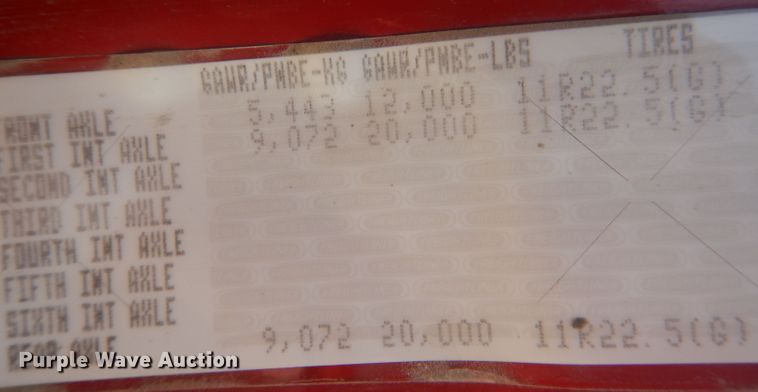 GAWR/PNBE-KG GAWR/PNBE-LBS TIRES
FRONT AXLE 5,443 12,000 11R22.5(G)
FIRST INT AXLE 9,072 20,000 11R22.5(G)
SECOND INT AXLE
THIRD INT AXLE
FOURTH INT AXLE
FIFTH INT AXLE
SIXTH INT AXLE
REAR AXLE 9,072 20,000 11R22.5(G)
Purple Wave Auction